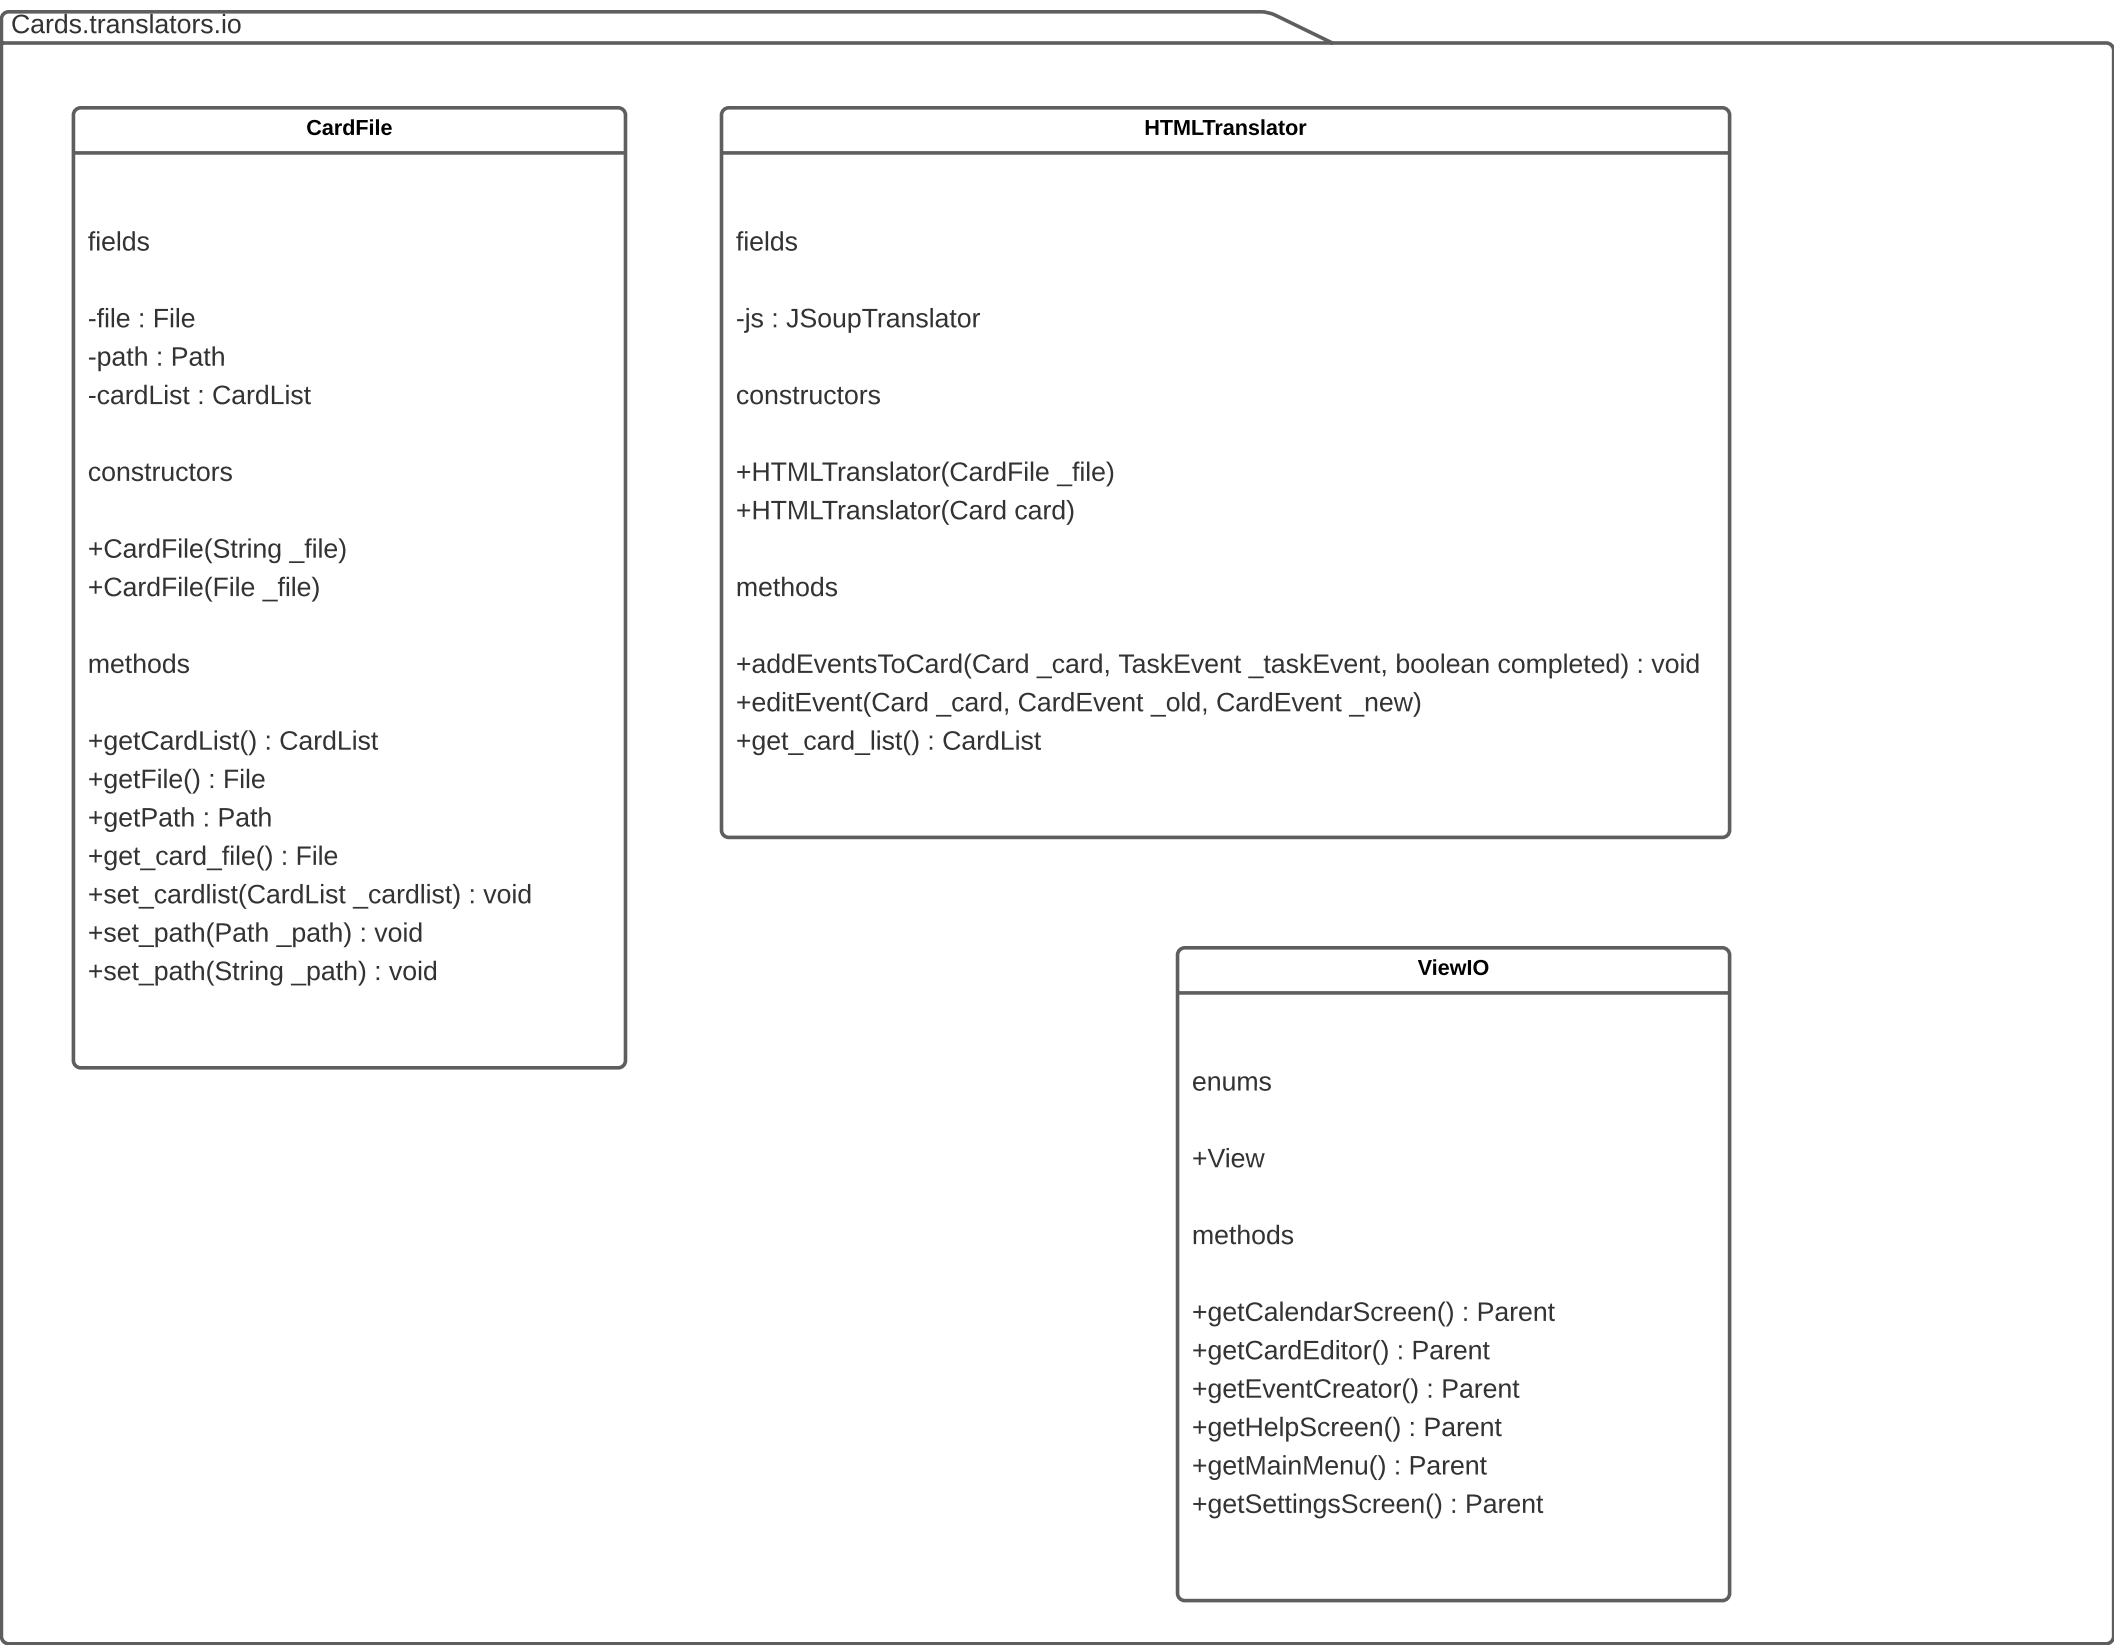 Cards.translators.io
CardFile
fields
-file : File
-path : Path
-cardList : CardList
constructors
+CardFile(String _file)
+CardFile(File _file)
methods
+getCardList() : CardList
+getFile() : File
+getPath : Path
+get_card_file() : File
+set_cardlist(CardList _cardlist) : void
+set_path(Path _path) : void
+set_path(String _path) : void
HTMLTranslator
fields
-js : JSoupTranslator
constructors
+HTMLTranslator(CardFile _file)
+HTMLTranslator(Card card)
methods
+addEventsToCard(Card _card, TaskEvent _taskEvent, boolean completed) : void
+editEvent(Card _card, CardEvent _old, CardEvent _new)
+get_card_list() : CardList
ViewIO
enums
+View
methods
+getCalendarScreen() : Parent
+getCardEditor() : Parent
+getEventCreator() : Parent
+getHelpScreen() : Parent
+getMainMenu() : Parent
+getSettingsScreen() : Parent